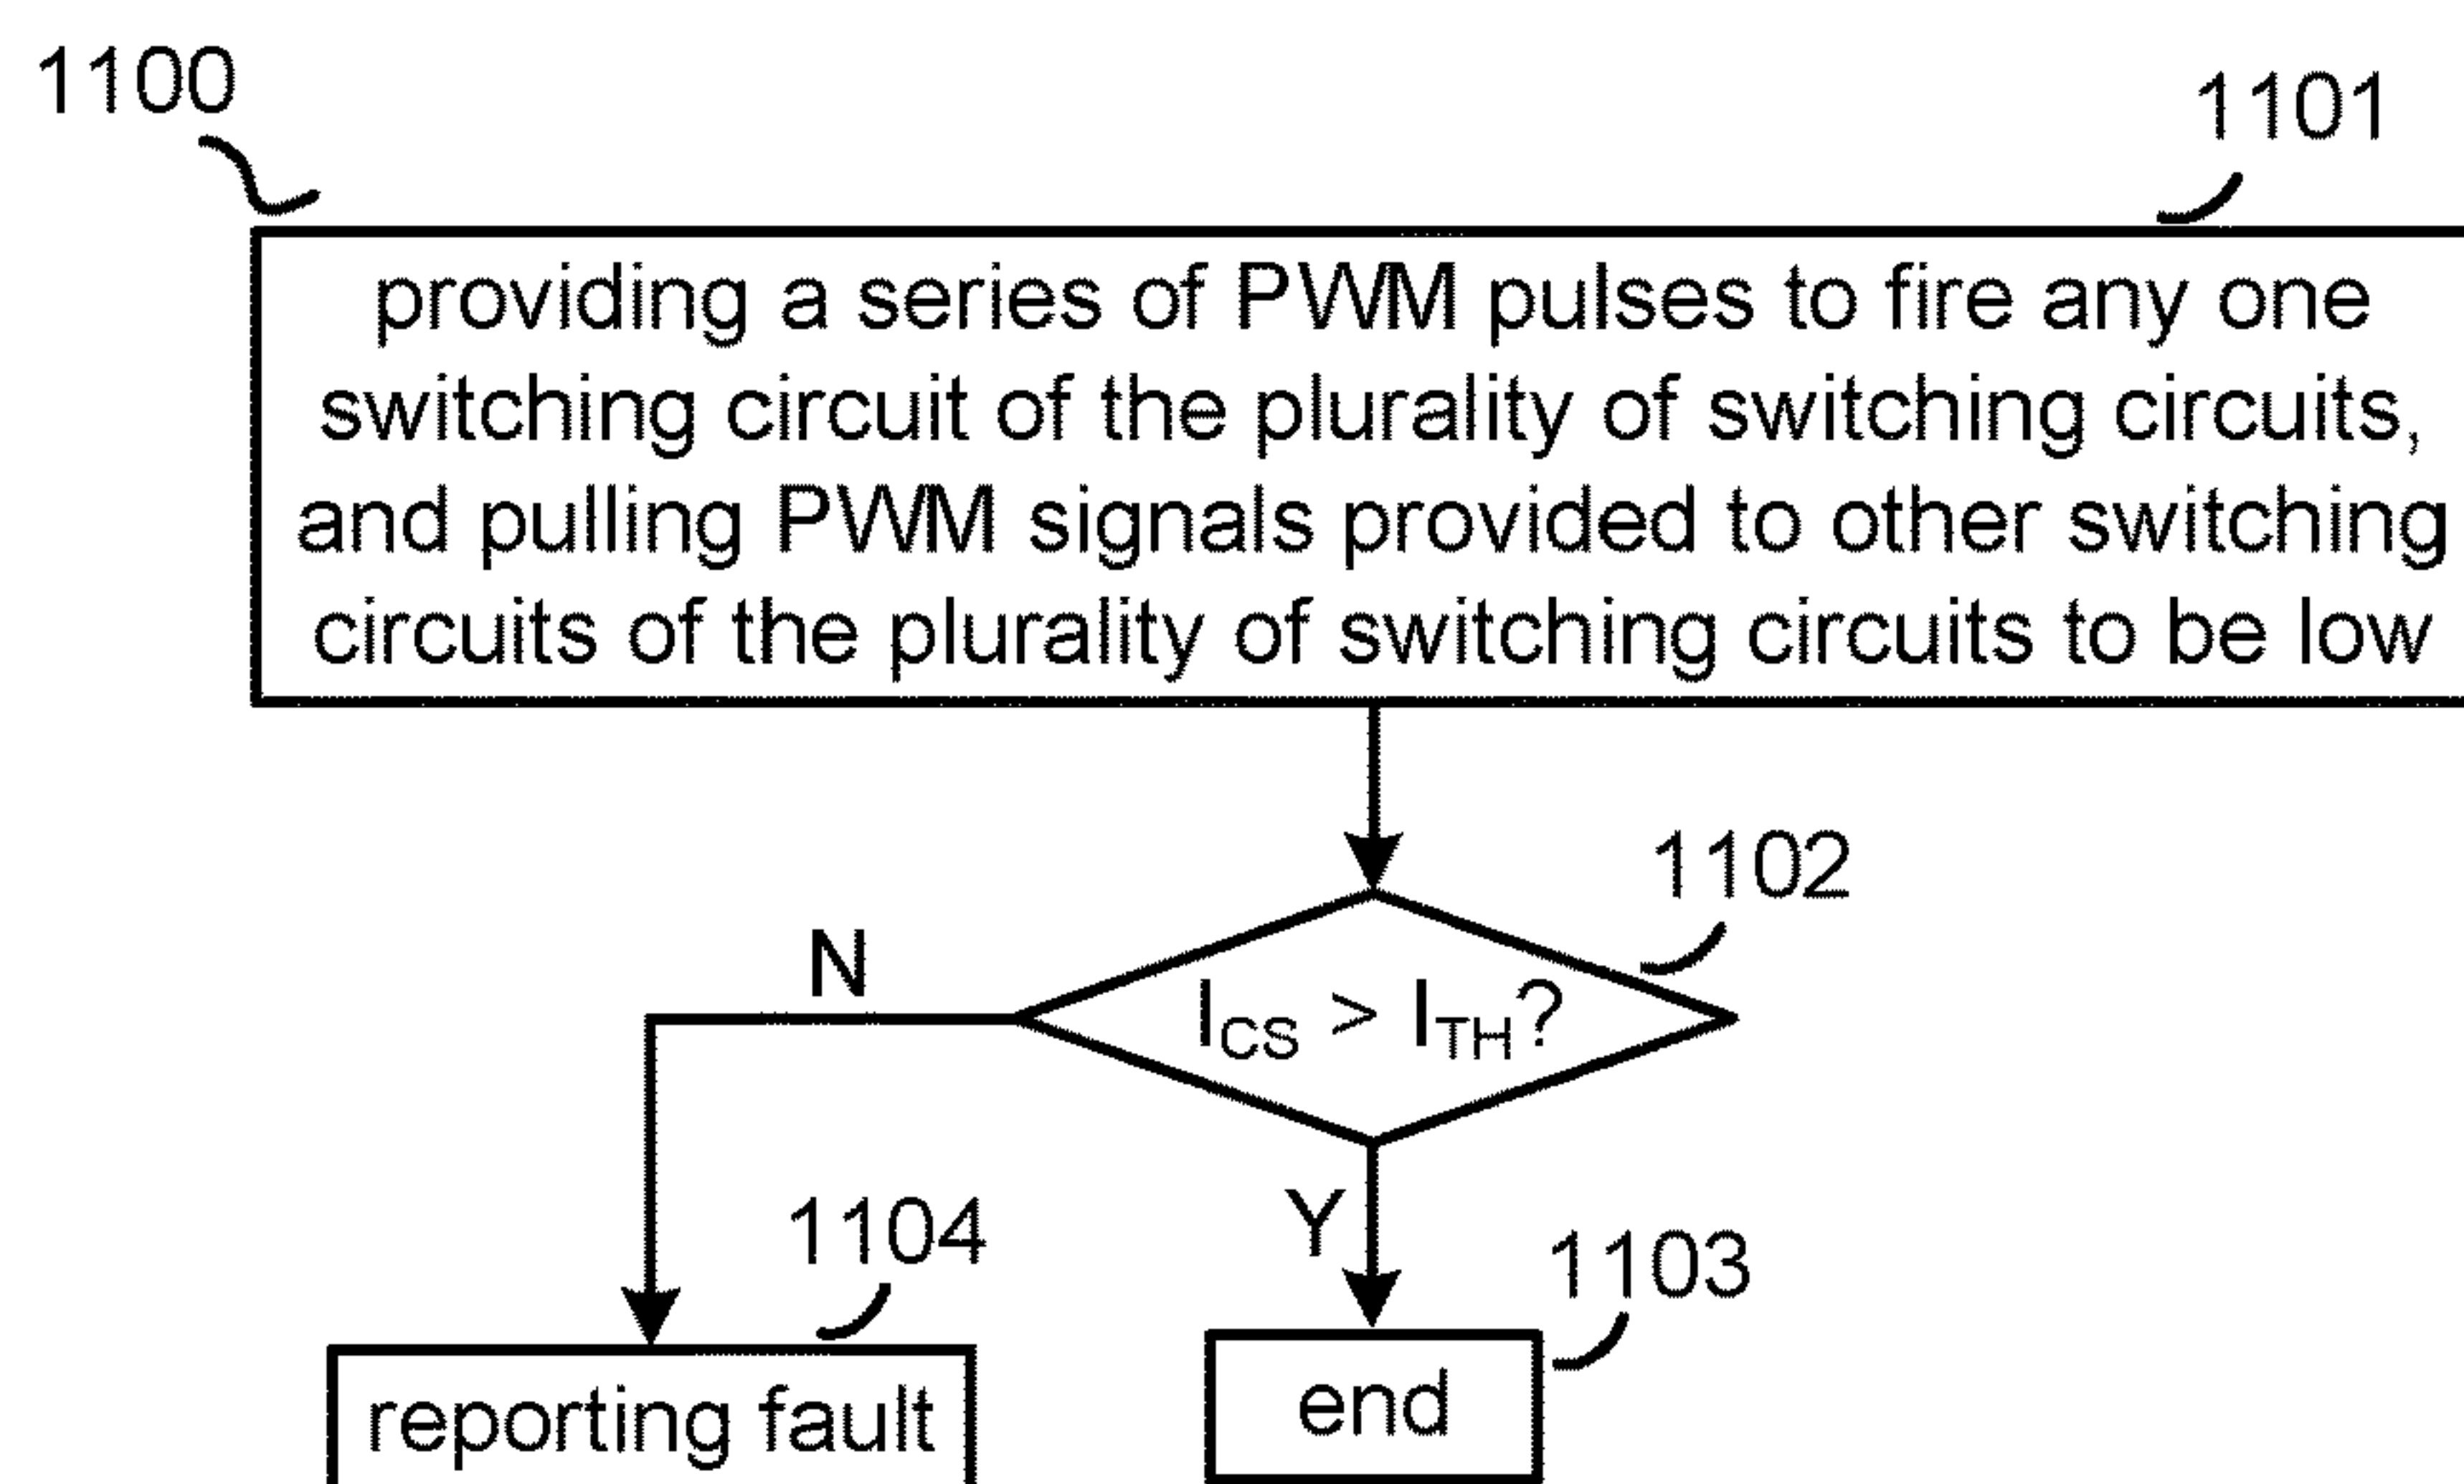 1100
1101
providing a series of PWM pulses to fire any one
switching circuit of the plurality of switching circuits,
and pulling PWM signals provided to other switching
circuits of the plurality of switching circuits to be low
1102
N
I_CS > I_TH?
1104
Y
1103
reporting fault
end